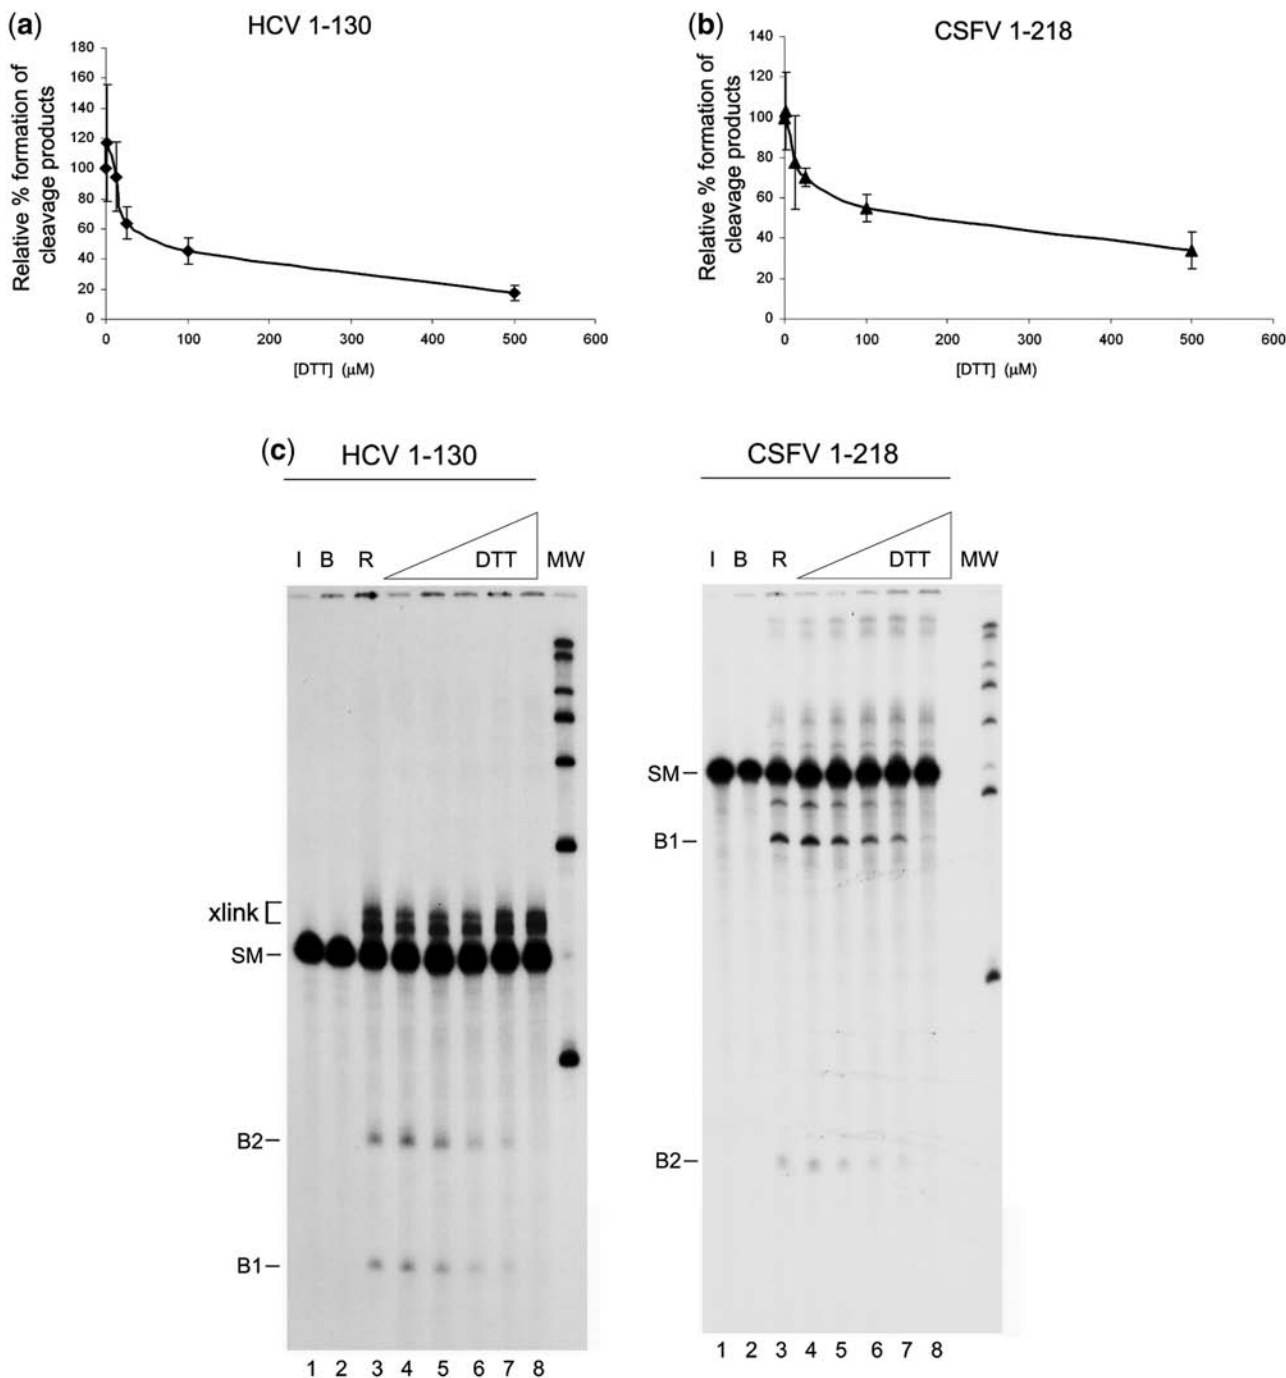 (a)
HCV 1-130
Relative % formation of
cleavage products
180
160
140
120
100
80
60
40
20
0
0 100 200 300 400 500 600
[DTT] (μM)
(b)
CSFV 1-218
Relative % formation of
cleavage products
140
120
100
80
60
40
20
0
0 100 200 300 400 500 600
[DTT] (μM)
(c)
HCV 1-130
I B R DTT MW
xlink
SM
B2
B1
1 2 3 4 5 6 7 8
CSFV 1-218
I B R DTT MW
SM
B1
B2
1 2 3 4 5 6 7 8